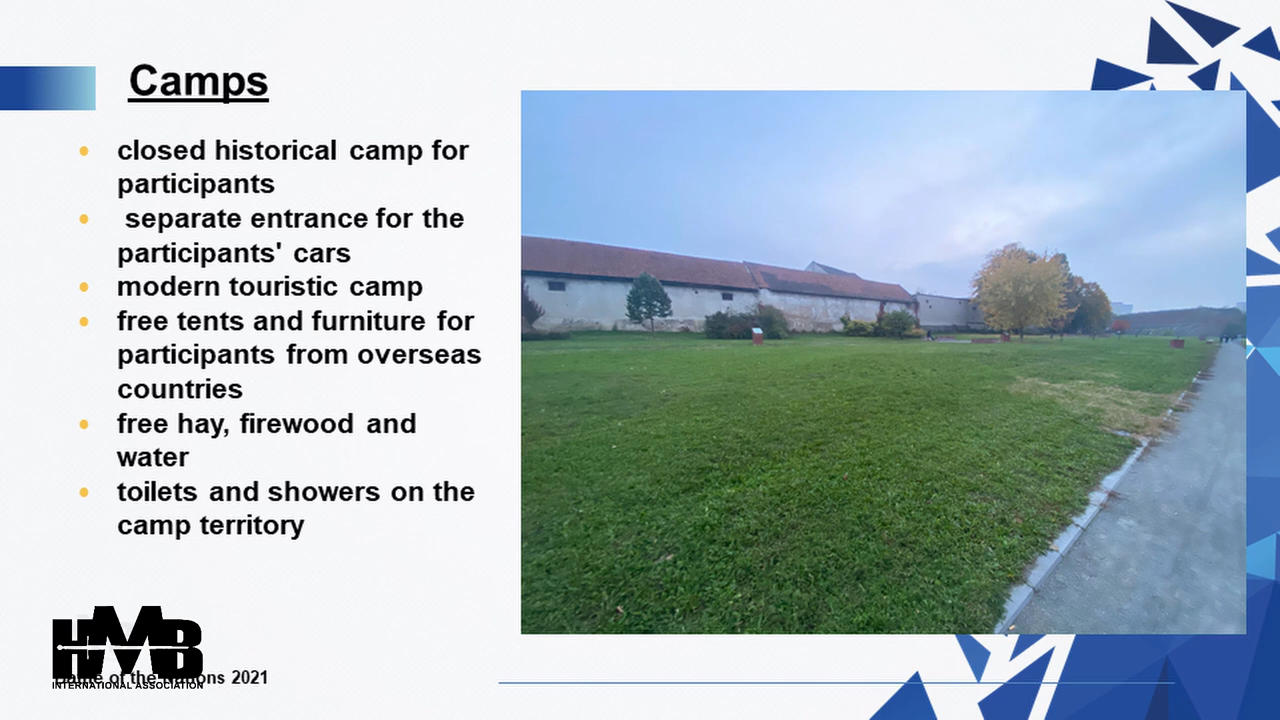 Camps
closed historical camp for
participants
separate entrance for the
participants' cars
modern touristic camp
free tents and furniture for
participants from overseas
countries
free hay, firewood and
water
toilets and showers on the
camp territory
HMB
of the 2021
INTERNATIONAL ASSOCIATION